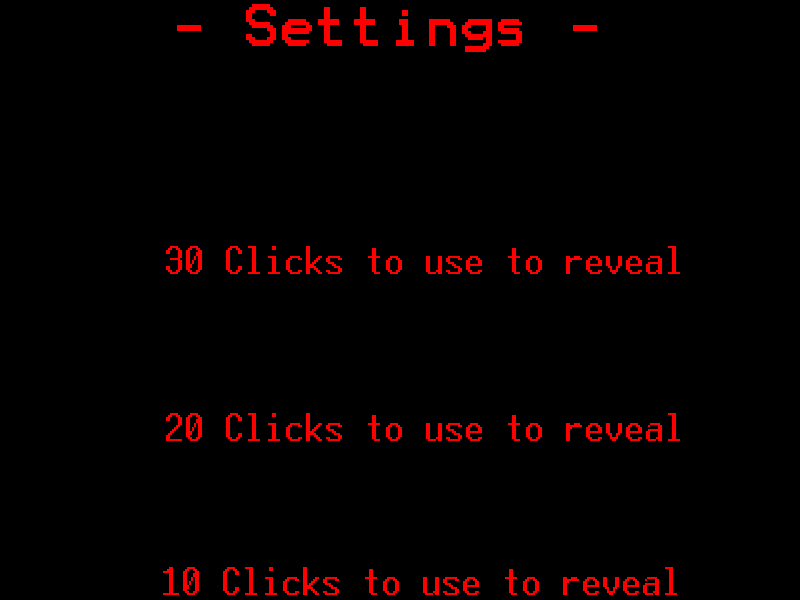 - Settings -
30 Clicks to use to reveal
20 Clicks to use to reveal
10 Clicks to use to reveal